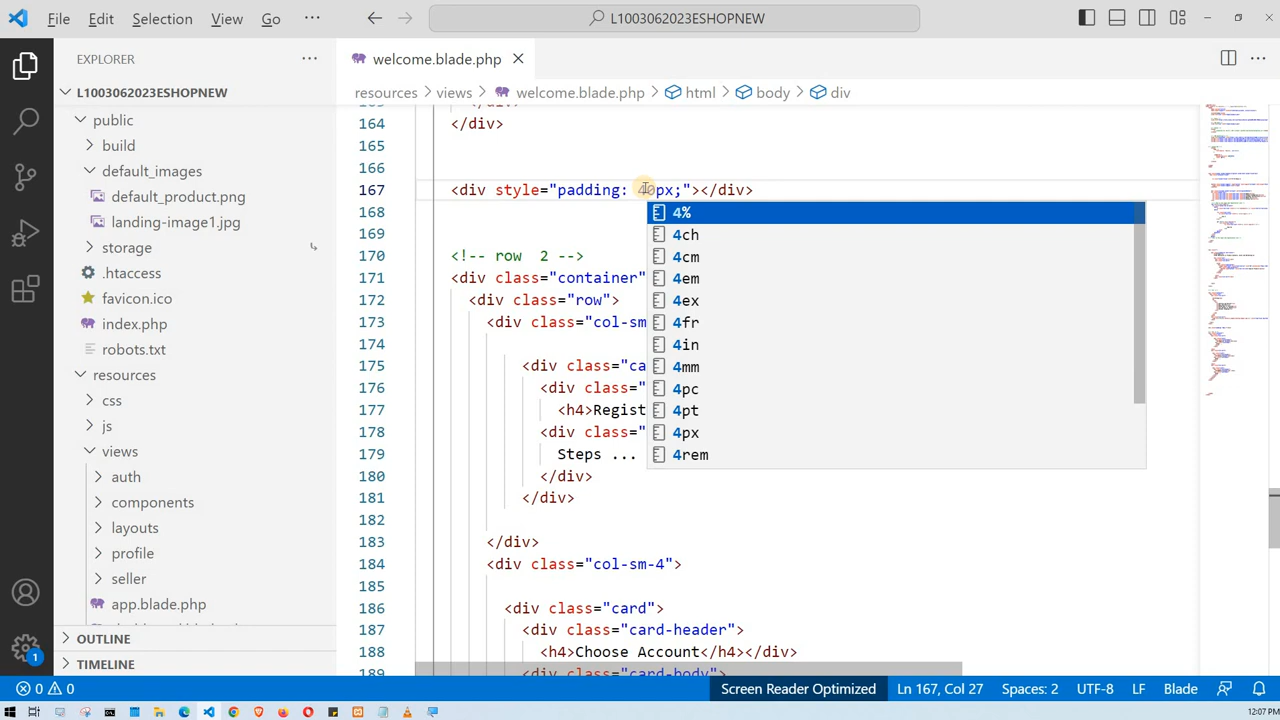 File Edit Selection View Go ··· L1003062023ESHOPNEW
EXPLORER ···
welcome.blade.php
L1003062023ESHOPNEW
resources > views > welcome.blade.php > html > body > div
public
build
default_images
default_product.png
landing-image1.jpg
storage
.htaccess
favicon.ico
index.php
robots.txt
resources
css
js
views
auth
components
layouts
profile
seller
app.blade.php
OUTLINE
TIMELINE
164 </div>
165
166
167 <div style="padding: 40px;"></div>
168
169
170 <!-- row 2 -->
171 <div container"
172 <div class="row">
173 <div class="col-sm
174
175 <div class="ca
176 <div class="
177 <h4>Regist
178 <div class="
179 Steps ...
180 </div>
181 </div>
182
183 </div>
184 <div class="col-sm-4">
185
186 <div class="card">
187 <div class="card-header">
188 <h4>Choose Account</h4></div>
189 <div class="card-body">
4%
4ch
4cm
4em
4ex
4fr
4in
4mm
4pc
4pt
4px
4rem
1
0 0 Screen Reader Optimized Ln 167, Col 27 Spaces: 2 UTF-8 LF Blade
12:07 PM